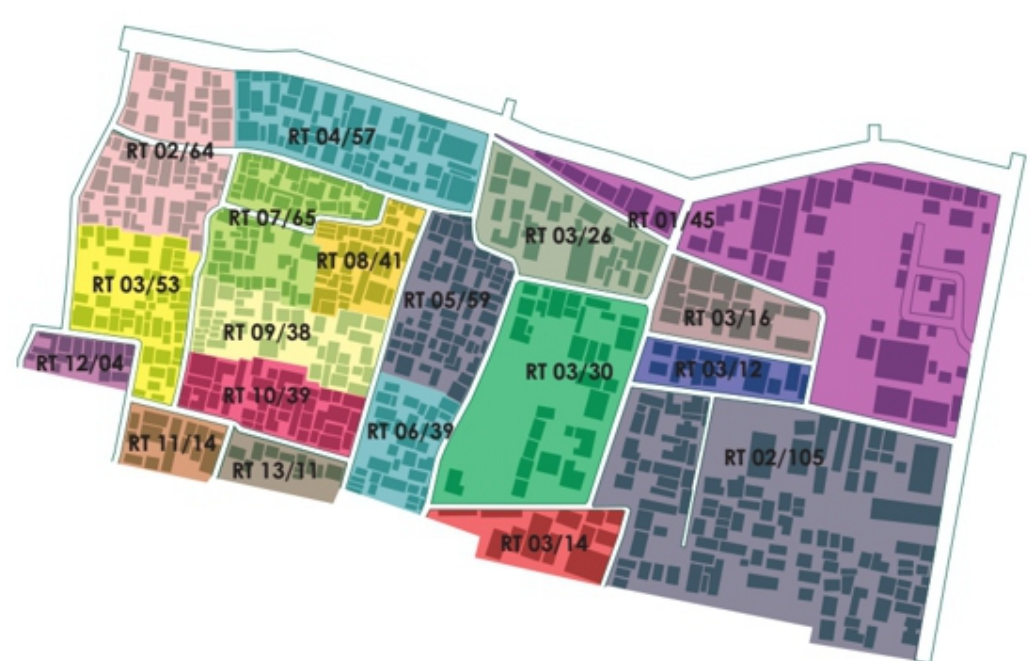 RT 04/57
RT 02/64
RT 07/65
RT 01/45
RT 03/26
RT 08/41
RT 03/53
RT 05/59
RT 03/16
RT 09/38
RT 12/04
RT 03/30
RT 03/12
RT 10/39
RT 06/39
RT 11/14
RT 02/105
RT 13/11
RT 03/14